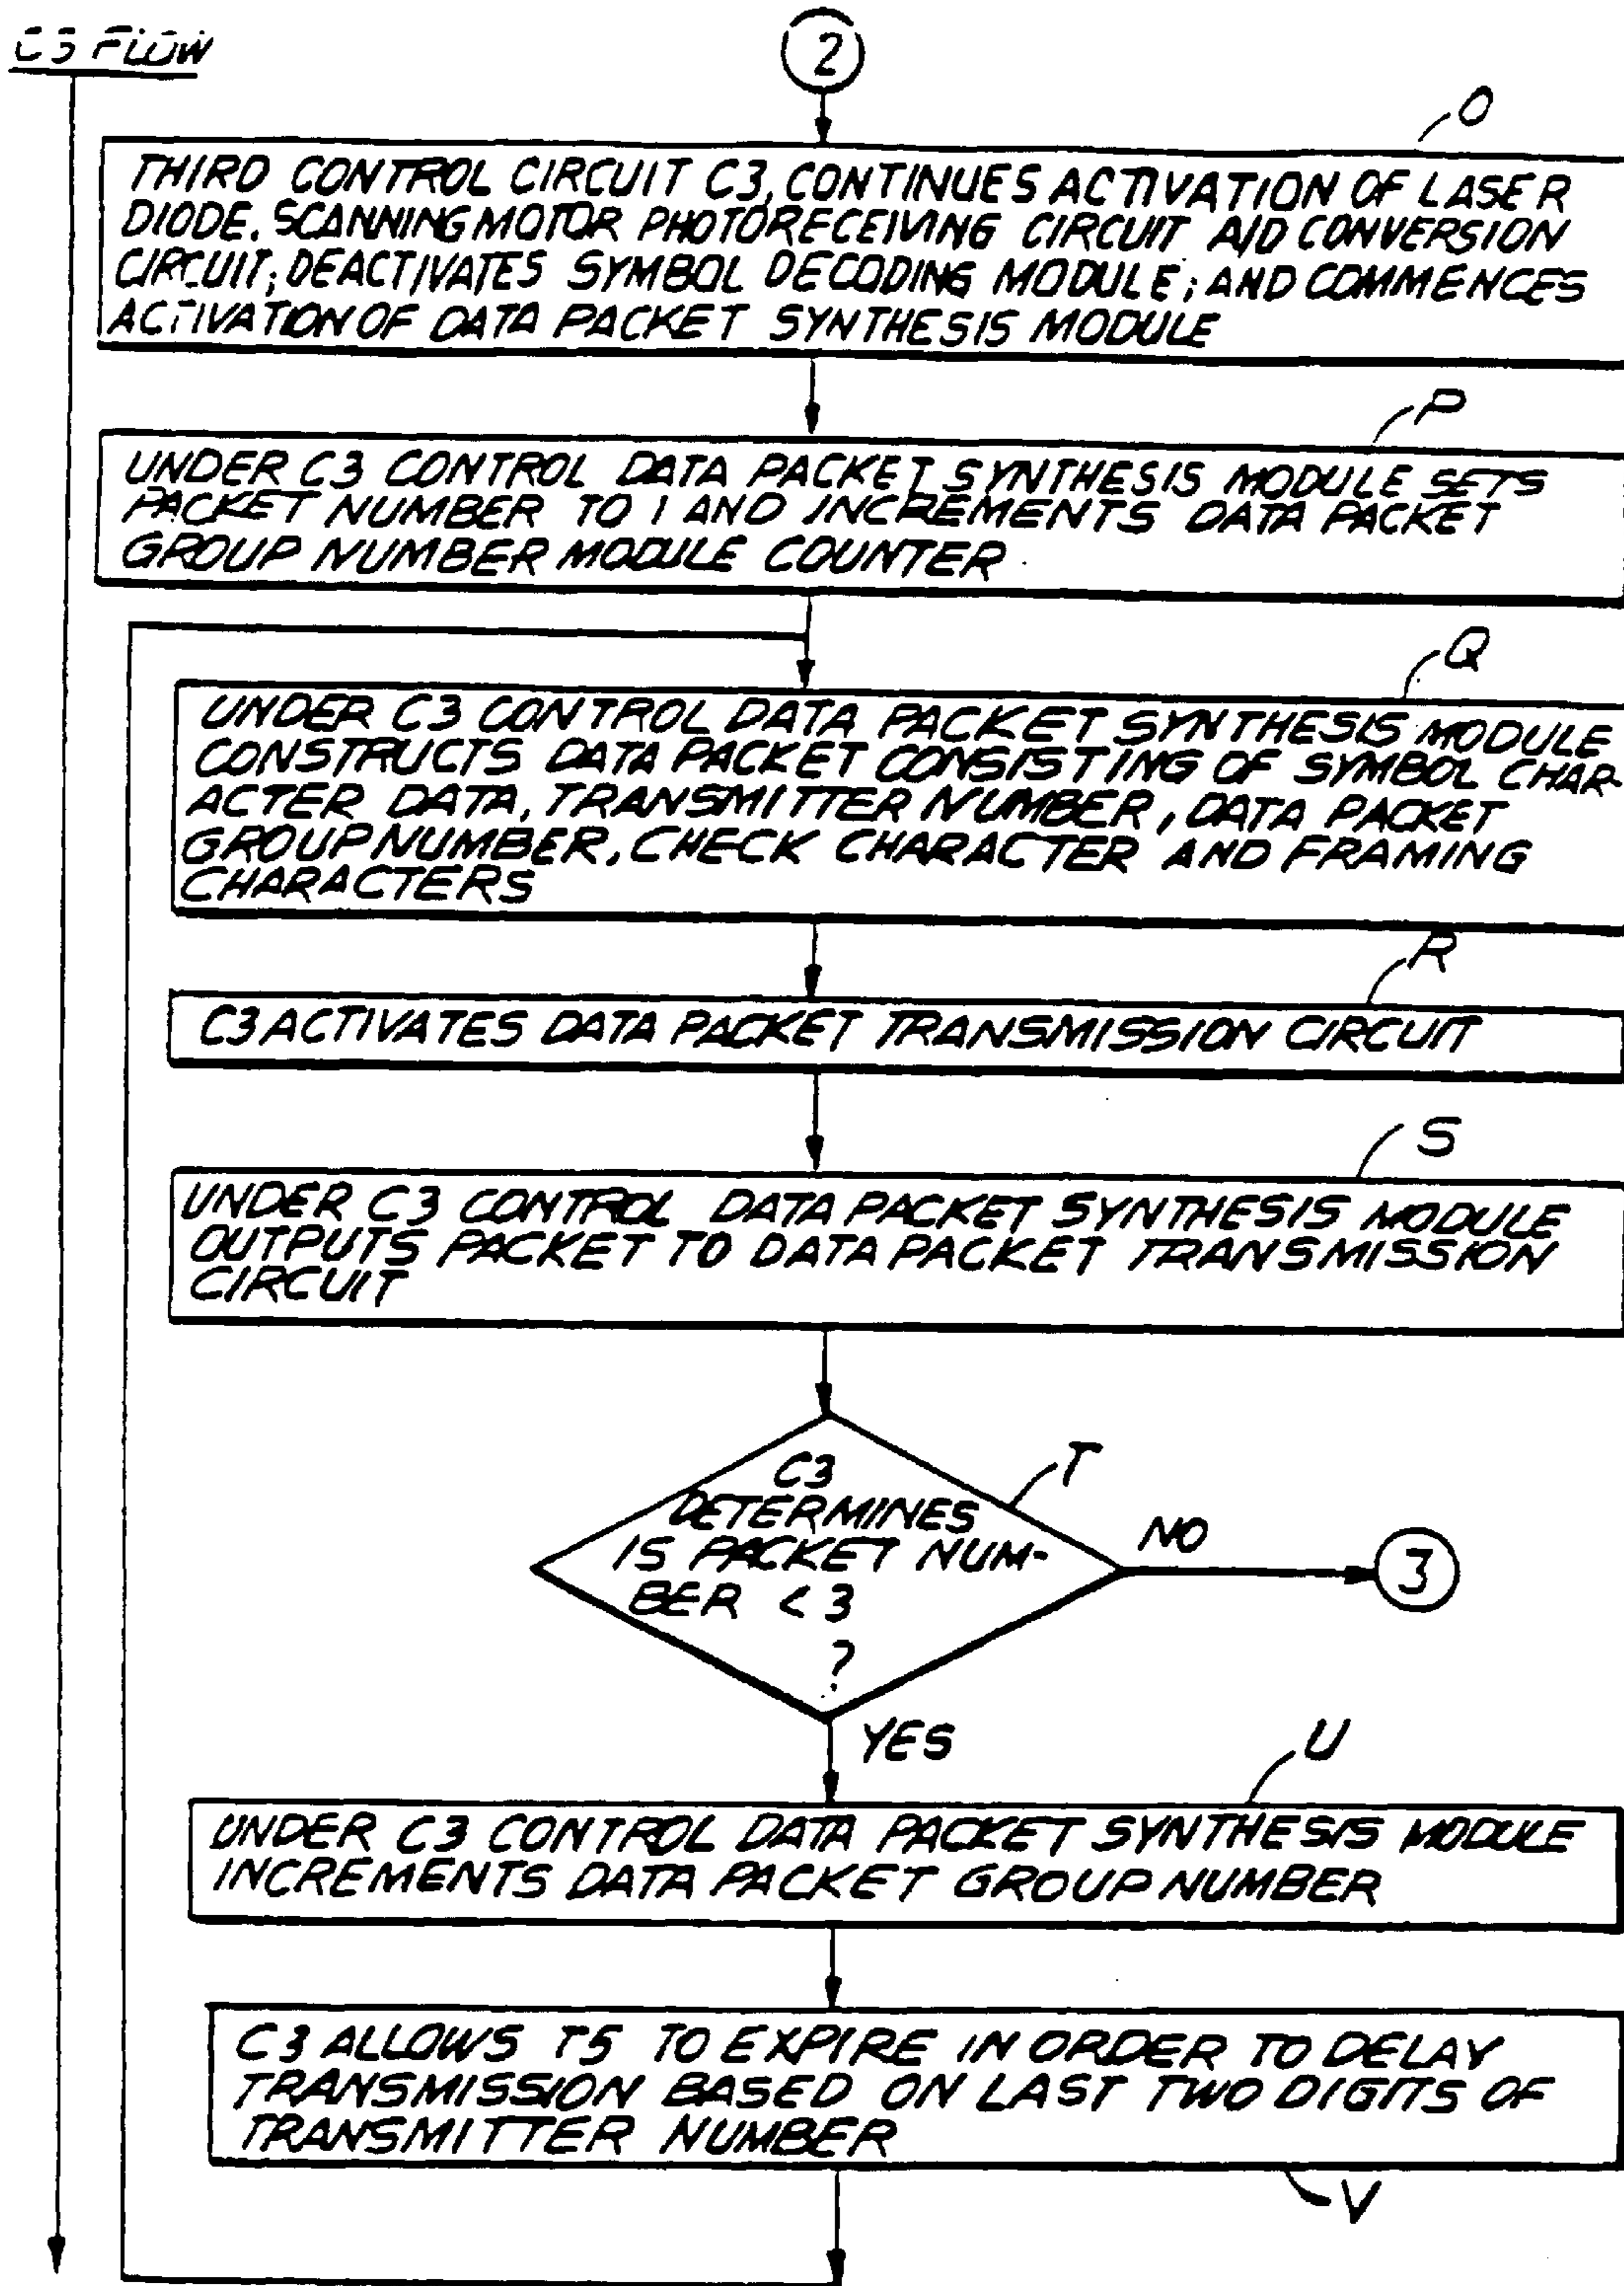 C3 FLOW
2
O
THIRD CONTROL CIRCUIT C3, CONTINUES ACTIVATION OF LASER
DIODE. SCANNING MOTOR PHOTORECEIVING CIRCUIT A/D CONVERSION
CIRCUIT; DEACTIVATES SYMBOL DECODING MODULE; AND COMMENCES
ACTIVATION OF DATA PACKET SYNTHESIS MODULE
P
UNDER C3 CONTROL DATA PACKET SYNTHESIS MODULE SETS
PACKET NUMBER TO 1 AND INCREMENTS DATA PACKET
GROUP NUMBER MODULE COUNTER
Q
UNDER C3 CONTROL DATA PACKET SYNTHESIS MODULE
CONSTRUCTS DATA PACKET CONSISTING OF SYMBOL CHAR-
ACTER DATA, TRANSMITTER NUMBER, DATA PACKET
GROUP NUMBER, CHECK CHARACTER AND FRAMING
CHARACTERS
R
C3 ACTIVATES DATA PACKET TRANSMISSION CIRCUIT
S
UNDER C3 CONTROL DATA PACKET SYNTHESIS MODULE
OUTPUTS PACKET TO DATA PACKET TRANSMISSION
CIRCUIT
T
C3
DETERMINES
IS PACKET NUM-
BER < 3
?
NO
3
YES
U
UNDER C3 CONTROL DATA PACKET SYNTHESIS MODULE
INCREMENTS DATA PACKET GROUP NUMBER
C3 ALLOWS T5 TO EXPIRE IN ORDER TO DELAY
TRANSMISSION BASED ON LAST TWO DIGITS OF
TRANSMITTER NUMBER
V